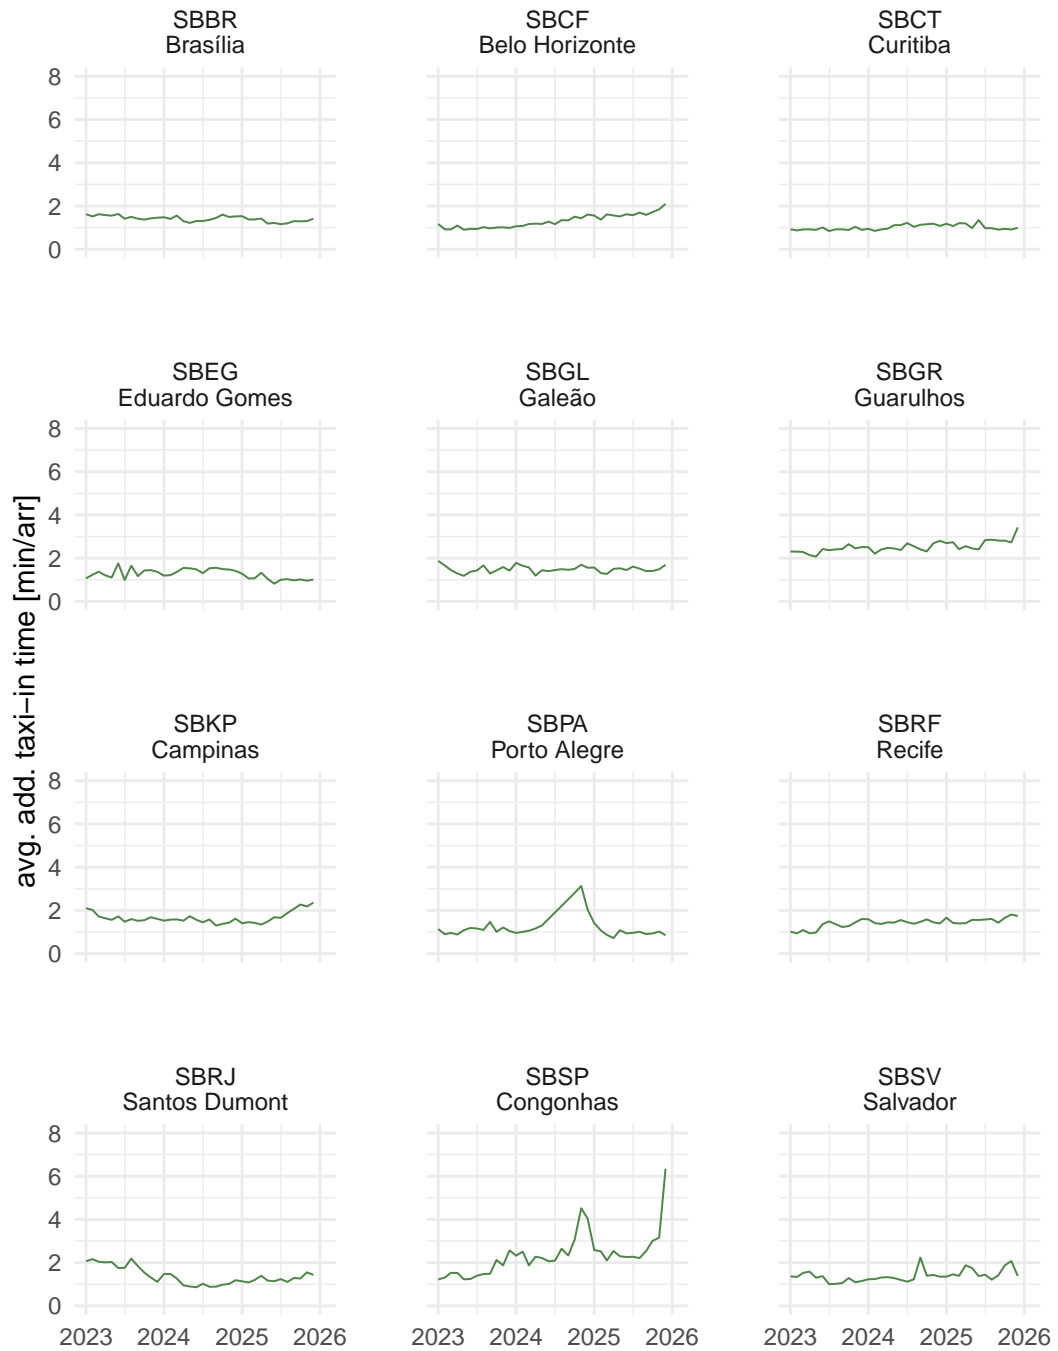 SBBR
Brasília
SBCF
Belo Horizonte
SBCT
Curitiba
8
6
4
2
0
SBEG
Eduardo Gomes
SBGL
Galeão
SBGR
Guarulhos
8
6
4
2
0
avg. add. taxi−in time [min/arr]
SBKP
Campinas
SBPA
Porto Alegre
SBRF
Recife
8
6
4
2
0
SBRJ
Santos Dumont
SBSP
Congonhas
SBSV
Salvador
8
6
4
2
0
2023 2024 2025 2026
2023 2024 2025 2026
2023 2024 2025 2026